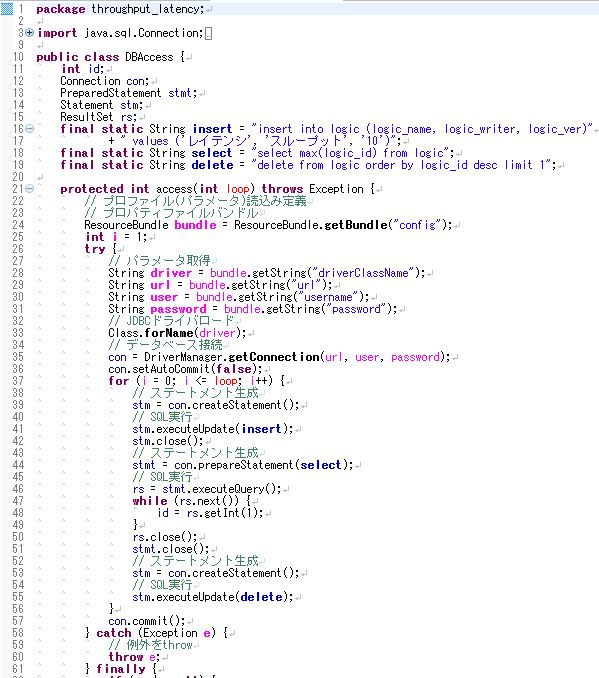 1 package throughput_latency;
2
3 import java.sql.Connection;
9
10 public class DBAccess {
11 int id;
12 Connection con;
13 PreparedStatement stmt;
14 Statement stm;
15 ResultSet rs;
16 final static String insert = "insert into logic (logic_name, logic_writer, logic_ver)"
17 + " values ('レイテンシ', 'スループット', '10')";
18 final static String select = "select max(logic_id) from logic";
19 final static String delete = "delete from logic order by logic_id desc limit 1";
20
21 protected int access(int loop) throws Exception {
22 // プロファイル(パラメータ)読込み定義
23 // プロパティファイルバンドル
24 ResourceBundle bundle = ResourceBundle.getBundle("config");
25 int i = 1;
26 try {
27 // パラメータ取得
28 String driver = bundle.getString("driverClassName");
29 String url = bundle.getString("url");
30 String user = bundle.getString("username");
31 String password = bundle.getString("password");
32 // JDBCドライバロード
33 Class.forName(driver);
34 // データベース接続
35 con = DriverManager.getConnection(url, user, password);
36 con.setAutoCommit(false);
37 for (i = 0; i <= loop; i++) {
38 // ステートメント生成
39 stm = con.createStatement();
40 // SQL実行
41 stm.executeUpdate(insert);
42 stm.close();
43 // ステートメント生成
44 stmt = con.prepareStatement(select);
45 // SQL実行
46 rs = stmt.executeQuery();
47 while (rs.next()) {
48 id = rs.getInt(1);
49 }
50 rs.close();
51 stmt.close();
52 // ステートメント生成
53 stm = con.createStatement();
54 // SQL実行
55 stm.executeUpdate(delete);
56 }
57 con.commit();
58 } catch (Exception e) {
59 // 例外をthrow
60 throw e;
61 } finally {